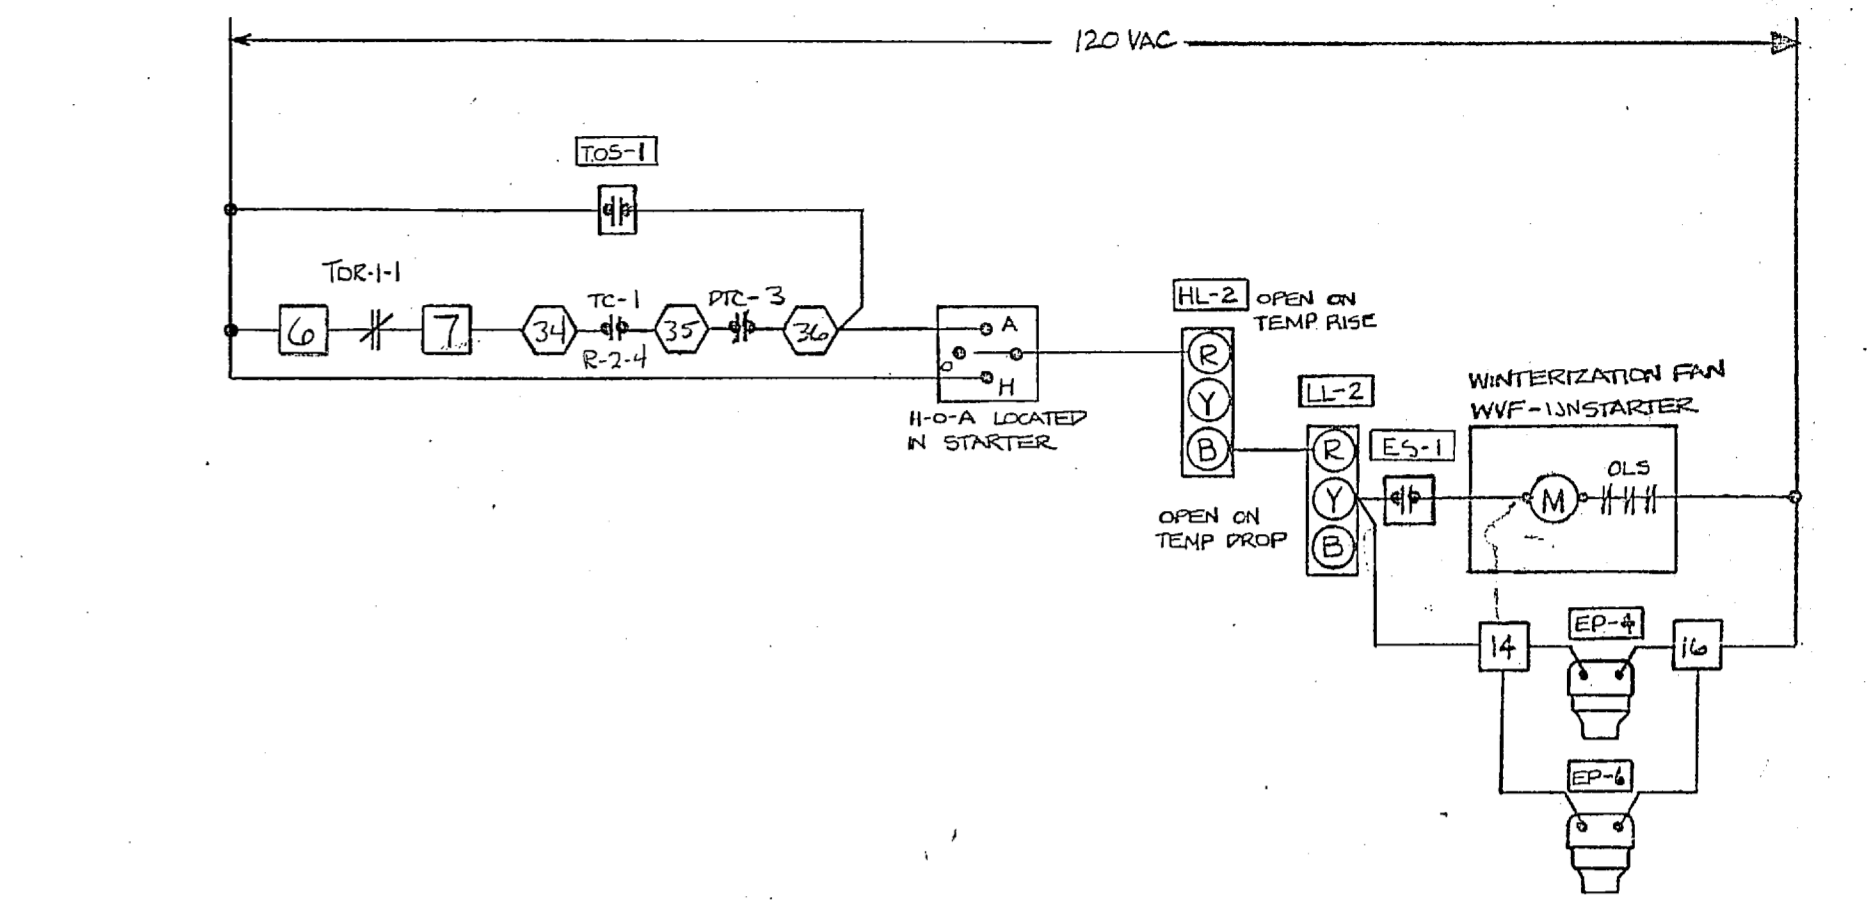 120 VAC
TOS-1
TDR-1-1
6
7
34
TC-1
R-2-4
35
DTC-3
36
A
O
H
H-O-A LOCATED
IN STARTER
HL-2
OPEN ON
TEMP RISE
R
Y
B
OPEN ON
TEMP DROP
LL-2
R
Y
B
ES-1
WINTERIZATION FAN
WVF-1 IN STARTER
M
OLS
14
EP-4
16
EP-6